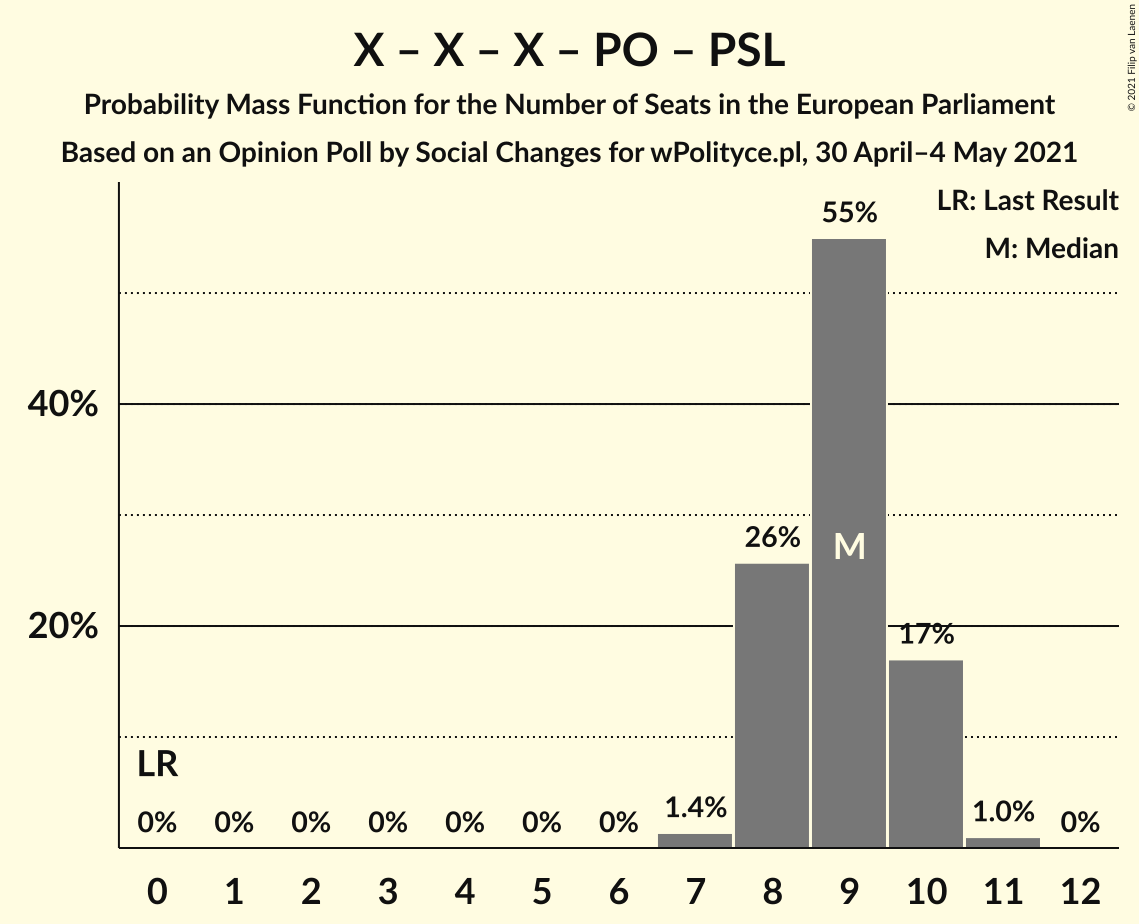 X – X – X – PO – PSL
Probability Mass Function for the Number of Seats in the European Parliament
Based on an Opinion Poll by Social Changes for wPolityce.pl, 30 April–4 May 2021
© 2021 Filip van Laenen
LR: Last Result
M: Median
55%
40%
26%
M
20%
17%
LR
0% 0% 0% 0% 0% 0% 0% 1.4% 1.0% 0%
0 1 2 3 4 5 6 7 8 9 10 11 12